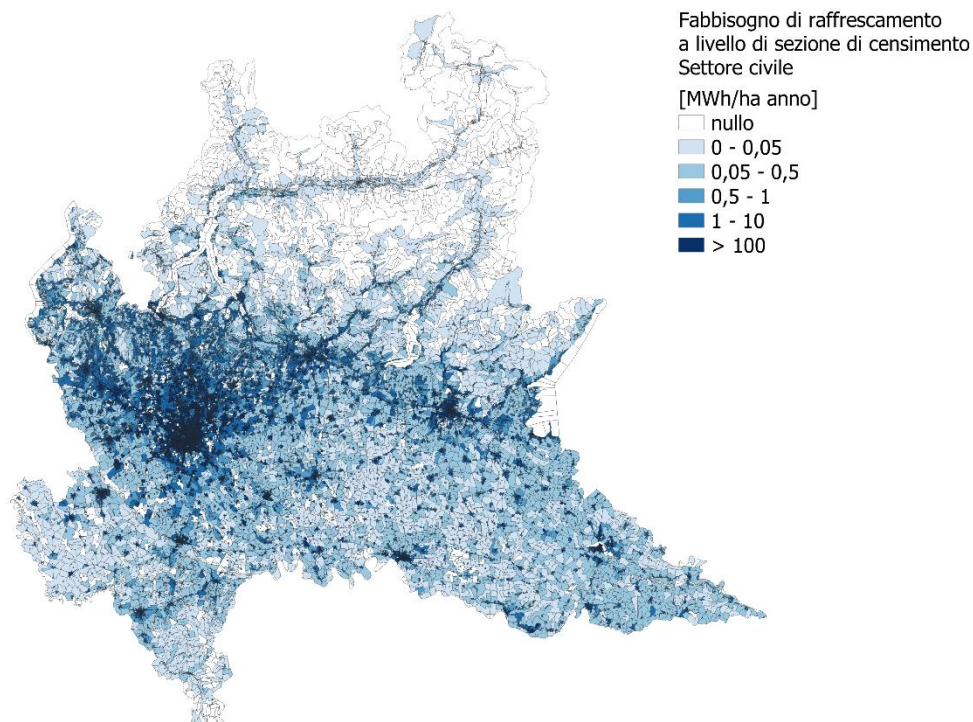 Fabbisogno di raffrescamento
a livello di sezione di censimento
Settore civile
[MWh/ha anno]
nullo
0 - 0,05
0,05 - 0,5
0,5 - 1
1 - 10
> 100